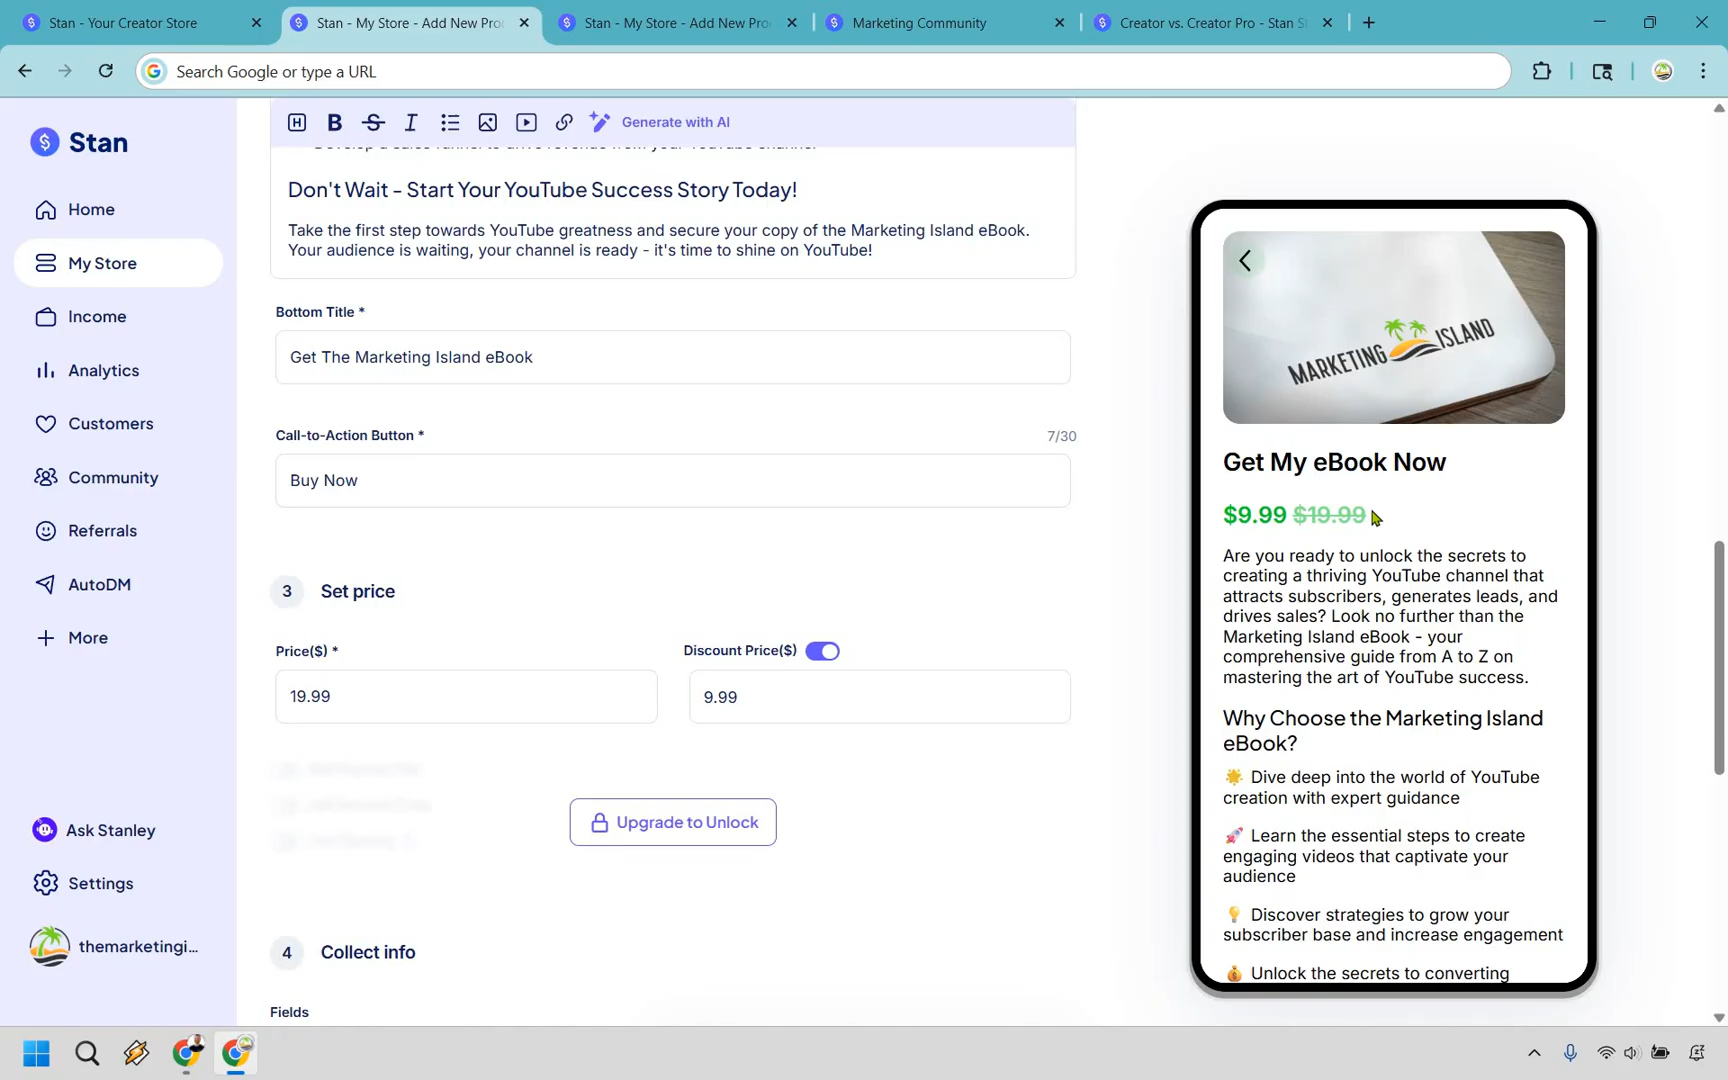 Stan - Your Creator Store
Stan - My Store - Add New Pro
Stan - My Store - Add New Pro
Marketing Community
Creator vs. Creator Pro - Stan S
Search Google or type a URL
Stan
Home
My Store
Income
Analytics
Customers
Community
Referrals
AutoDM
More
Ask Stanley
Settings
themarketingi...
H B S I
Generate with AI
Develop a sales funnel to drive revenue from your YouTube channel
Don't Wait - Start Your YouTube Success Story Today!
Take the first step towards YouTube greatness and secure your copy of the Marketing Island eBook.
Your audience is waiting, your channel is ready - it's time to shine on YouTube!
Bottom Title *
Get The Marketing Island eBook
Call-to-Action Button *
7/30
Buy Now
3 Set price
Price($) *
Discount Price($)
19.99
9.99
Upgrade to Unlock
4 Collect info
Fields
MARKETING ISLAND
Get My eBook Now
$9.99 $19.99
Are you ready to unlock the secrets to
creating a thriving YouTube channel that
attracts subscribers, generates leads, and
drives sales? Look no further than the
Marketing Island eBook - your
comprehensive guide from A to Z on
mastering the art of YouTube success.
Why Choose the Marketing Island
eBook?
🌟 Dive deep into the world of YouTube
creation with expert guidance
🚀 Learn the essential steps to create
engaging videos that captivate your
audience
💡 Discover strategies to grow your
subscriber base and increase engagement
💰 Unlock the secrets to converting